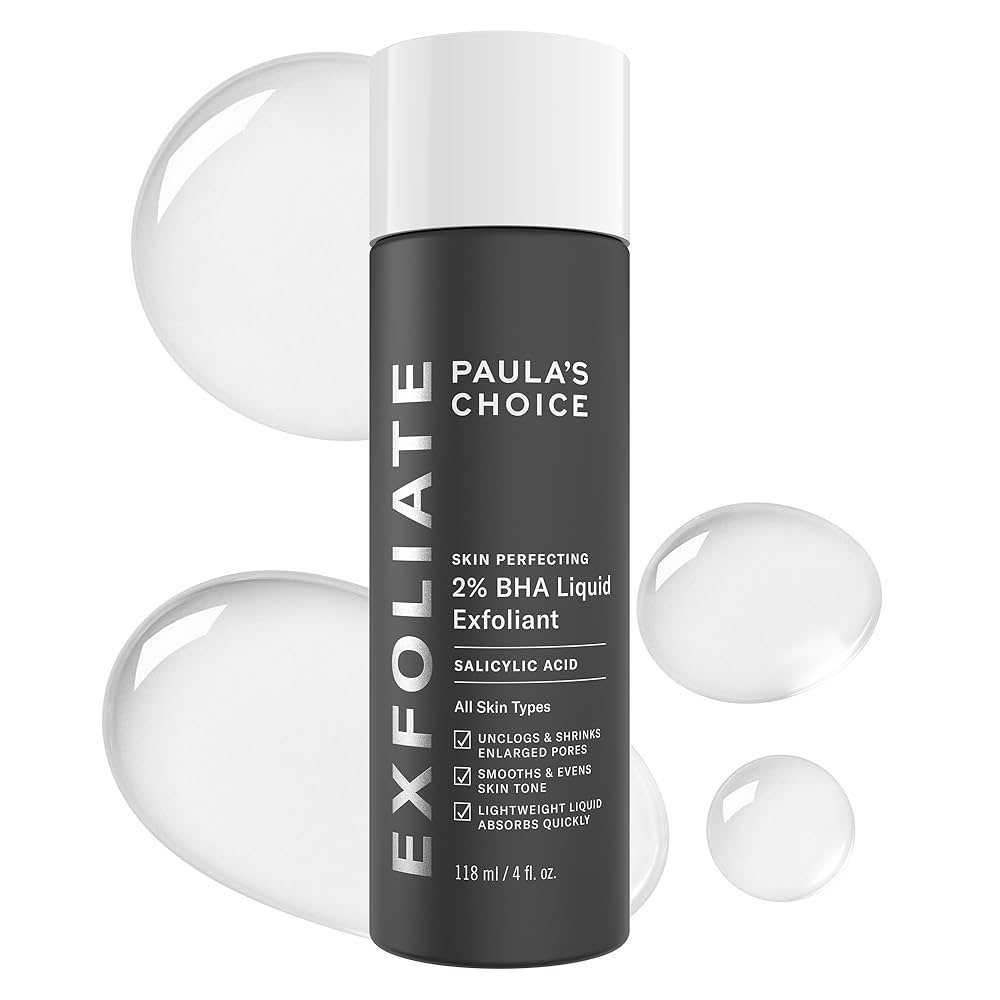 EXFOLIATE
PAULA'S
CHOICE
SKIN PERFECTING
2% BHA Liquid
Exfoliant
SALICYLIC ACID
All Skin Types
☑ UNCLOGS & SHRINKS
ENLARGED PORES
☑ SMOOTHS & EVENS
SKIN TONE
☑ LIGHTWEIGHT LIQUID
ABSORBS QUICKLY
118 ml / 4 fl. oz.